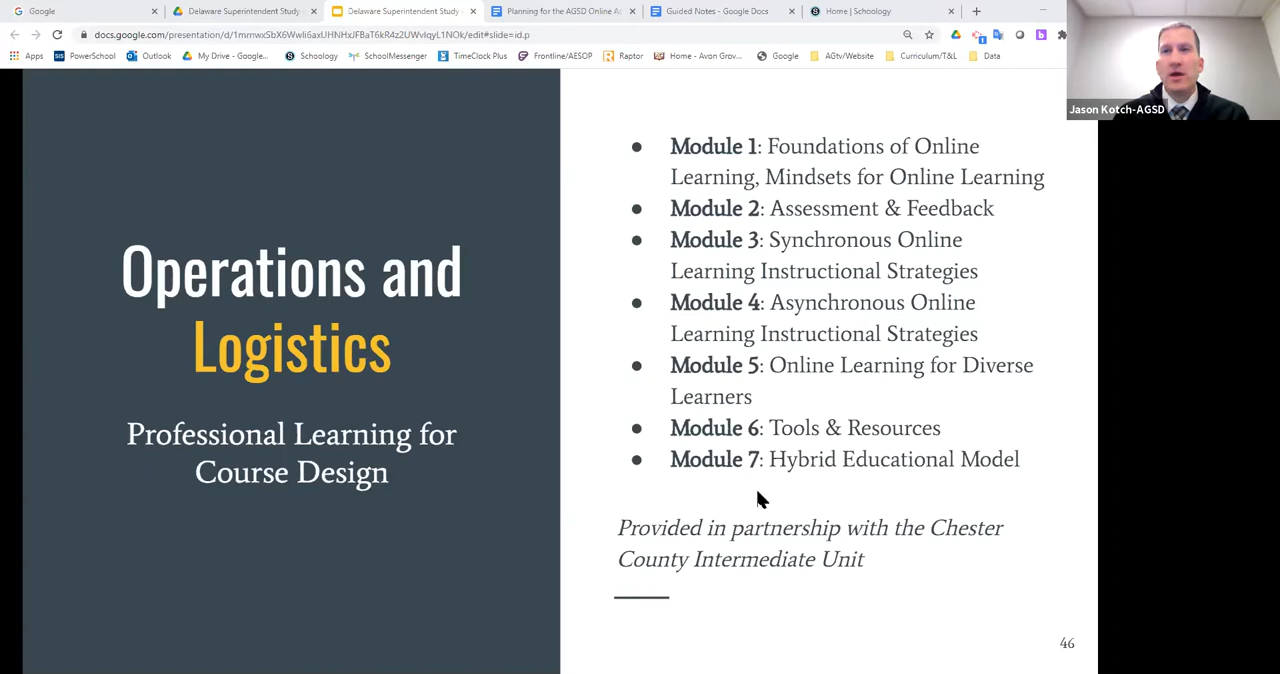 Google
Delaware Superintendent Study
Delaware Superintendent Study
Planning for the AGSD Online Ac
Guided Notes - Google Docs
Home | Schoology
Apps
PowerSchool
Outlook
My Drive - Google...
Schoology
SchoolMessenger
TimeClock Plus
Frontline/AESOP
Raptor
Home - Avon Grov...
Google
AGtv/Website
Curriculum/T&L
Data
Jason Kotch-AGSD
Operations and
Logistics
Professional Learning for
Course Design
● Module 1: Foundations of Online
Learning, Mindsets for Online Learning
● Module 2: Assessment & Feedback
● Module 3: Synchronous Online
Learning Instructional Strategies
● Module 4: Asynchronous Online
Learning Instructional Strategies
● Module 5: Online Learning for Diverse
Learners
● Module 6: Tools & Resources
● Module 7: Hybrid Educational Model
Provided in partnership with the Chester
County Intermediate Unit
46